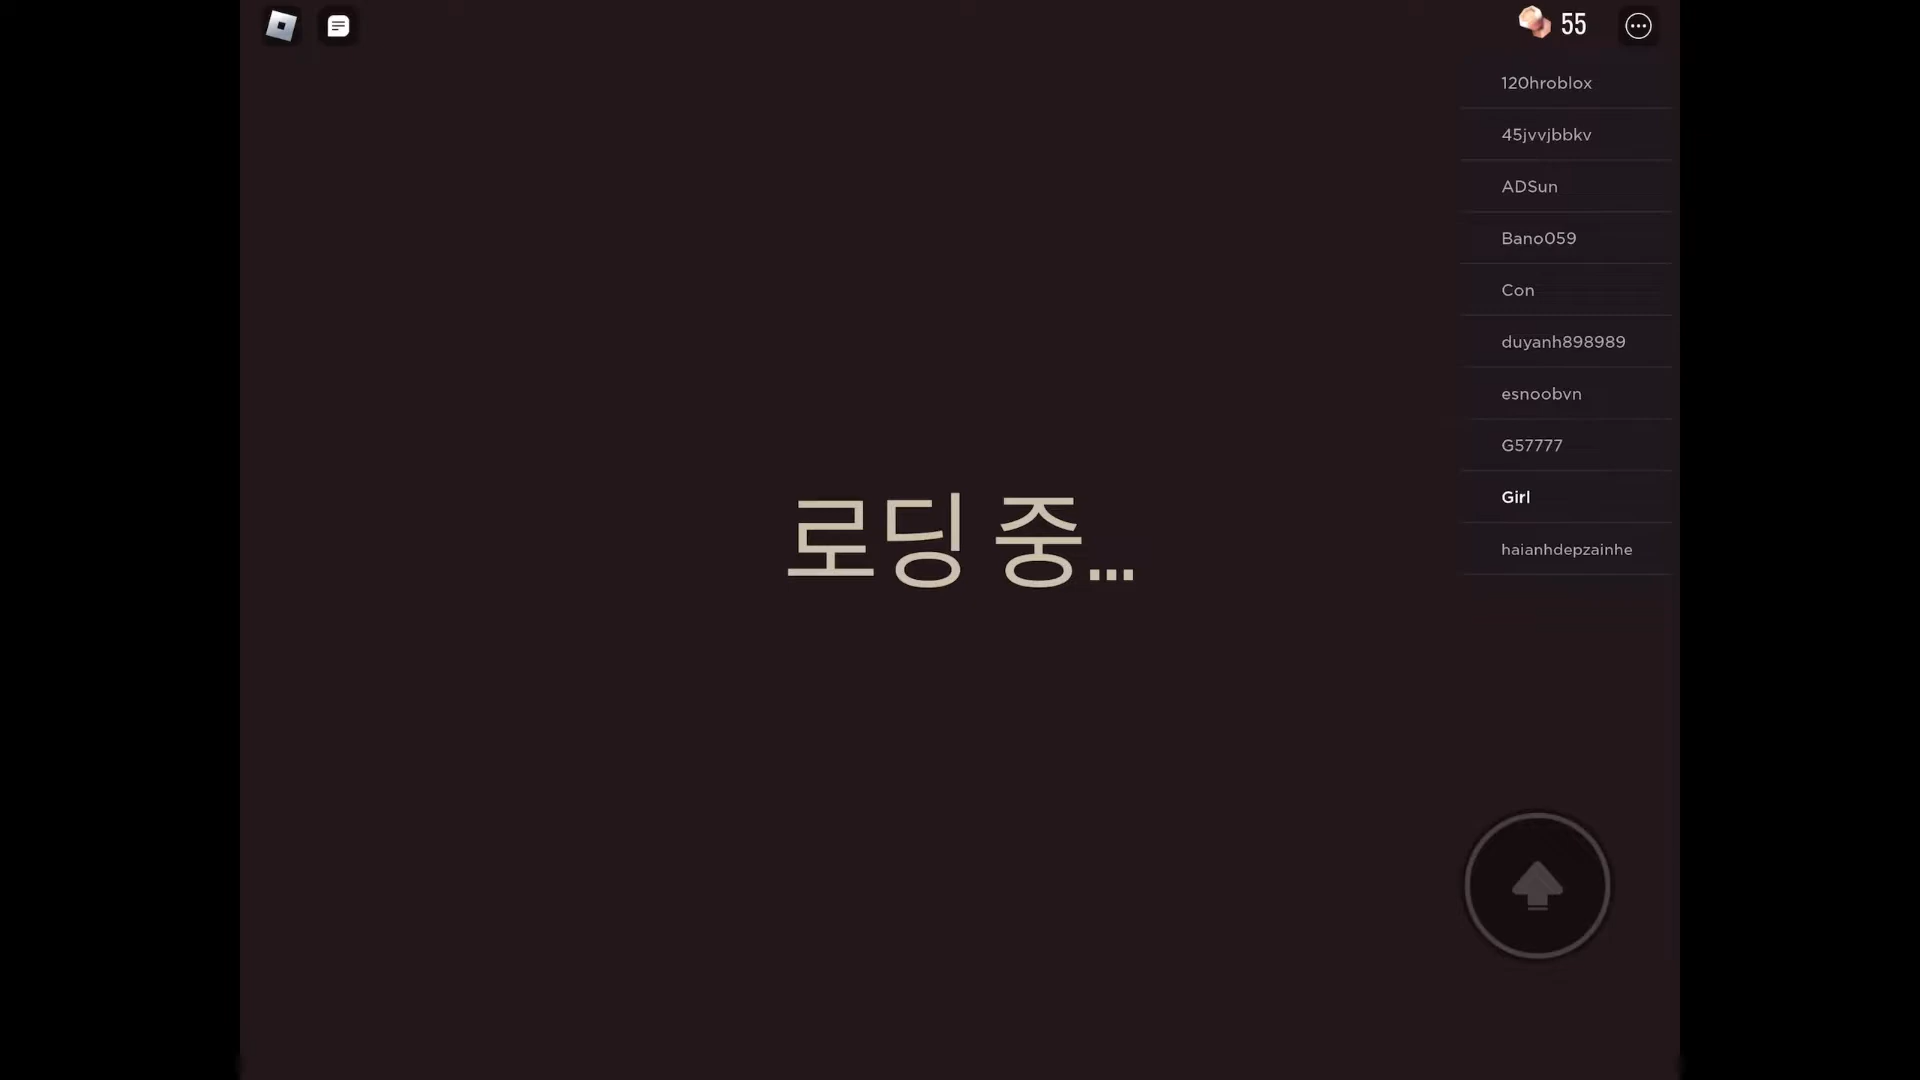 55
120hroblox
45jvvjbbkv
ADSun
Bano059
Con
duyanh898989
esnoobvn
G57777
Girl
haianhdepzainhe
로딩 중...